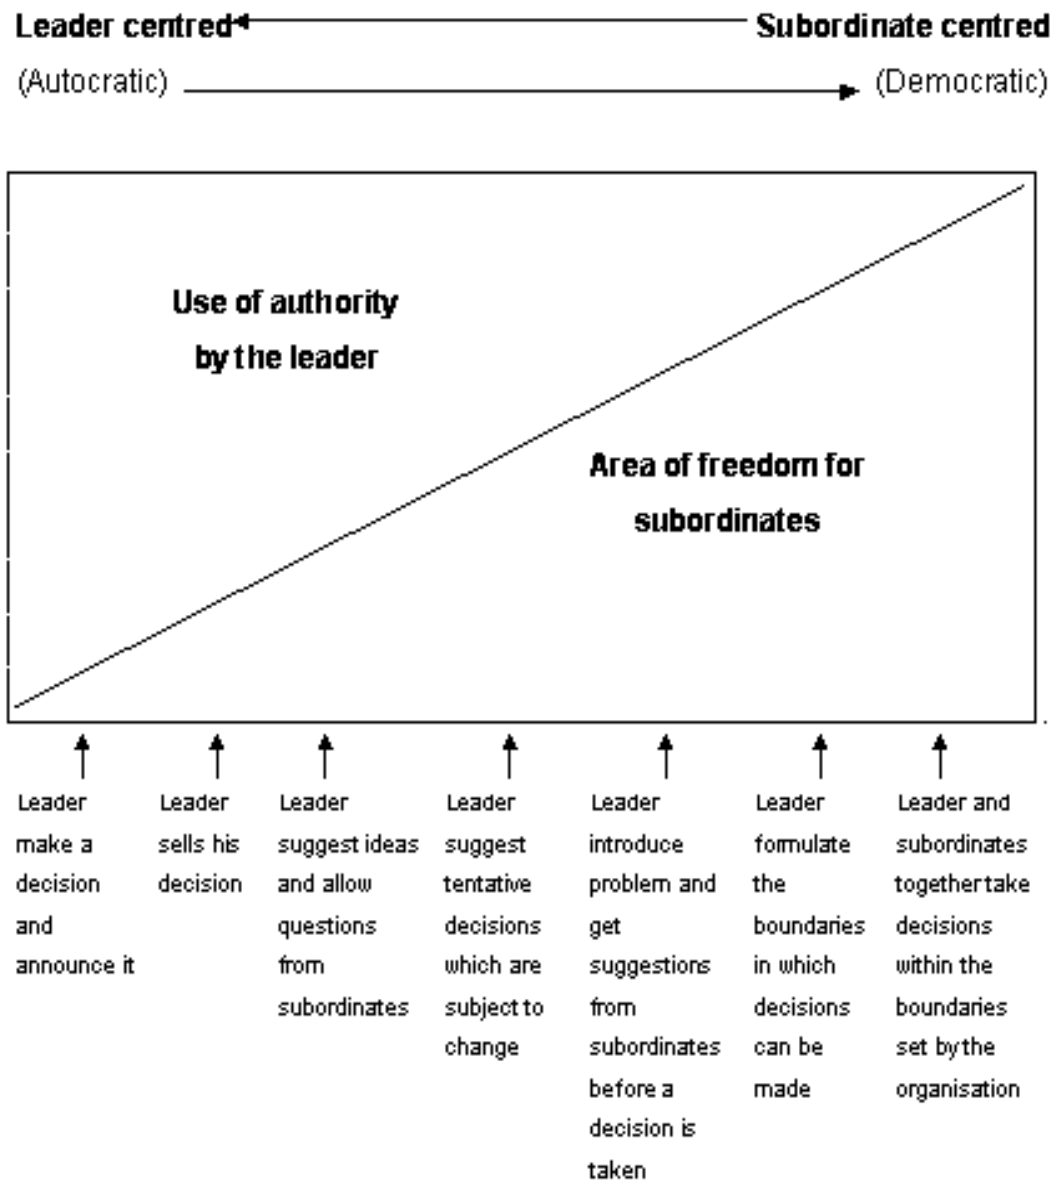 Leader centred Subordinate centred
(Autocratic) (Democratic)
Use of authority
by the leader
Area of freedom for
subordinates
Leader
make a
decision
and
announce it
Leader
sells his
decision
Leader
suggest ideas
and allow
questions
from
subordinates
Leader
suggest
tentative
decisions
which are
subject to
change
Leader
introduce
problem and
get
suggestions
from
subordinates
before a
decision is
taken
Leader
formulate
the
boundaries
in which
decisions
can be
made
Leader and
subordinates
together take
decisions
within the
boundaries
set by the
organisation